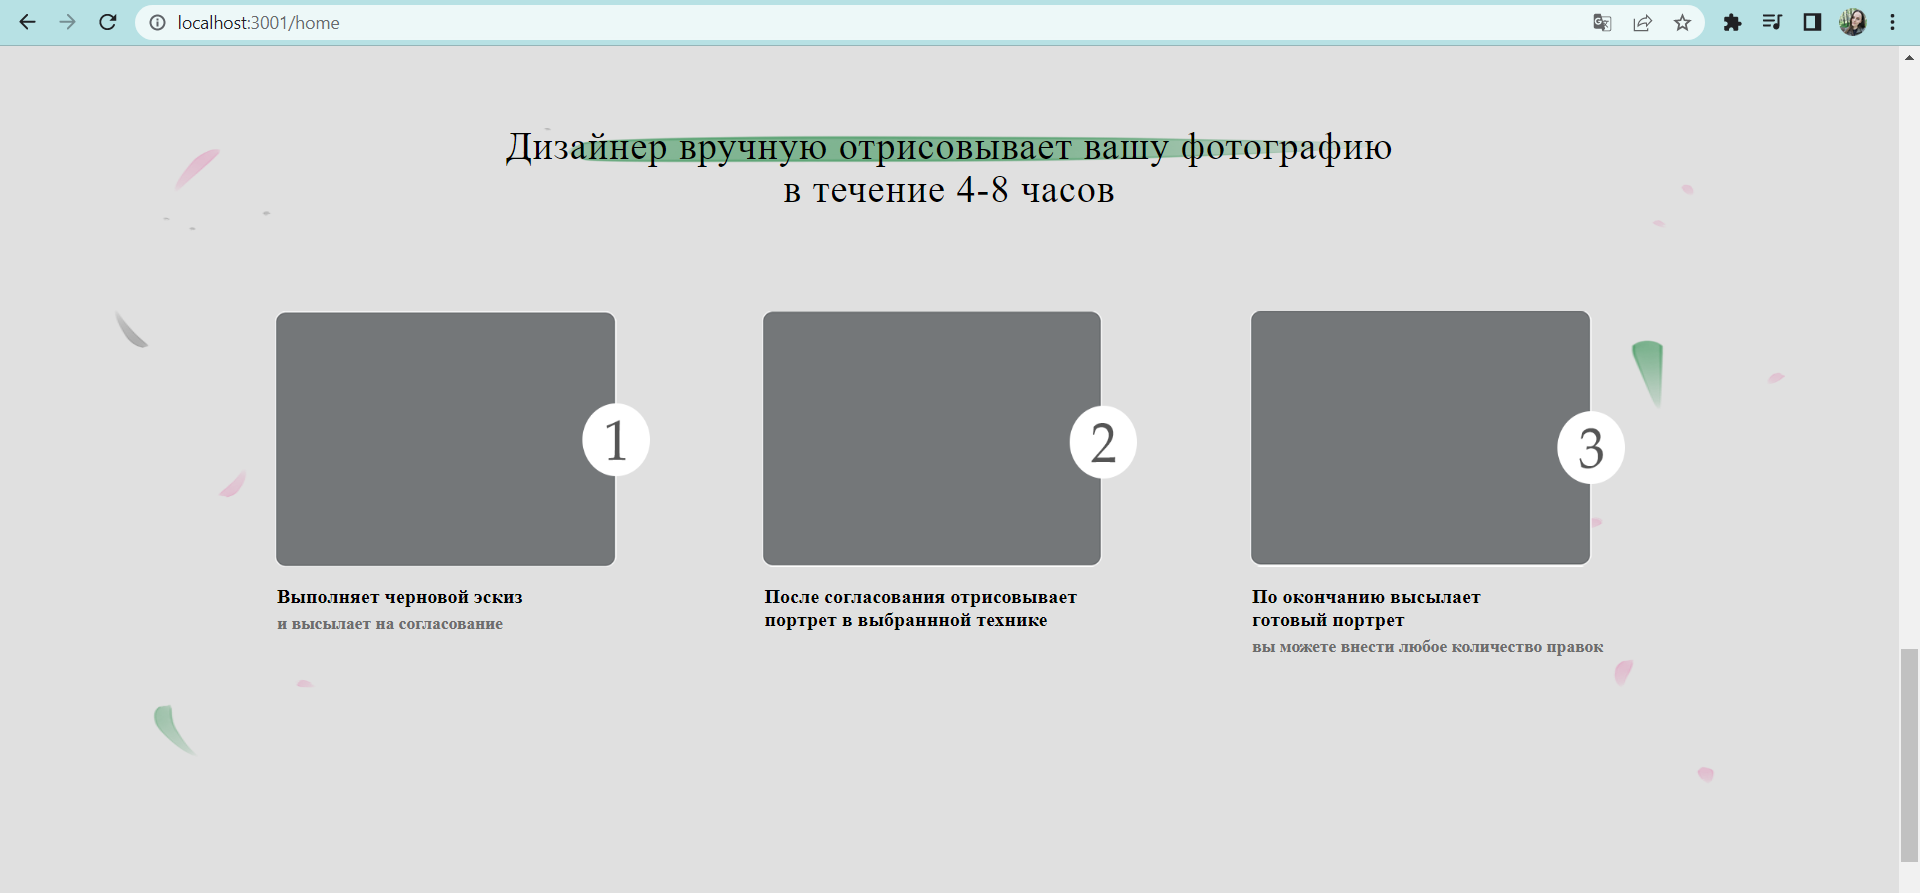 localhost:3001/home
Дизайнер вручную отрисовывает вашу фотографию
в течение 4-8 часов
1
2
3
Выполняет черновой эскиз
и высылает на согласование
После согласования отрисовывает
портрет в выбраннной технике
По окончанию высылает
готовый портрет
вы можете внести любое количество правок